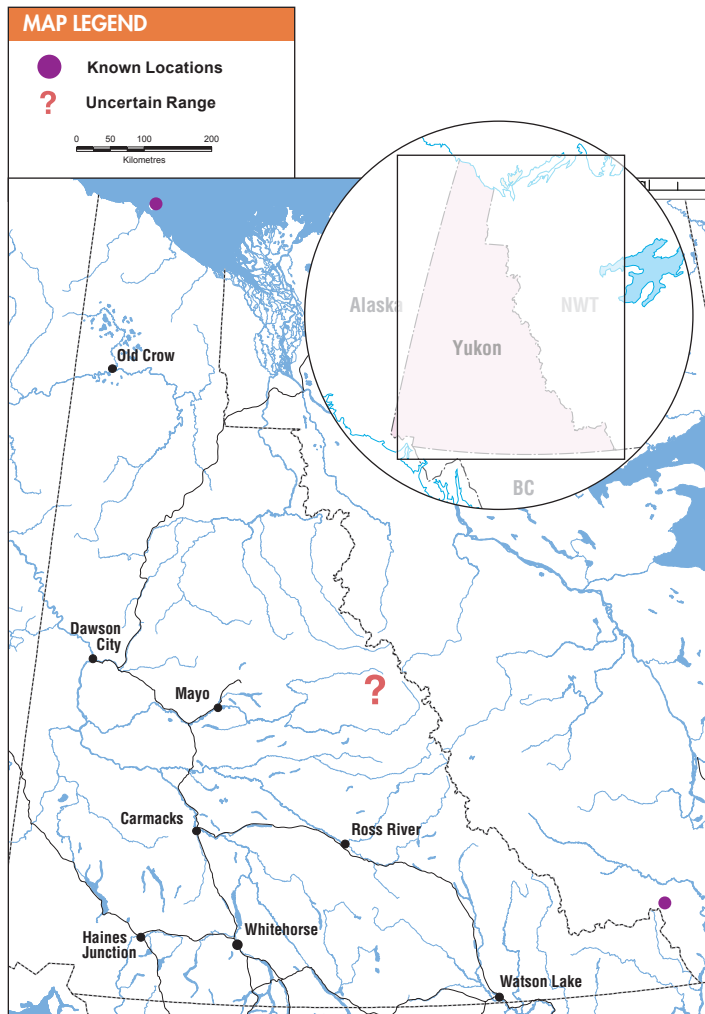 MAP LEGEND
Known Locations
?
Uncertain Range
0 50 100 200
Kilometres
Alaska
NWT
Yukon
BC
Old Crow
Dawson
City
Mayo
?
Carmacks
Ross River
Haines
Junction
Whitehorse
Watson Lake